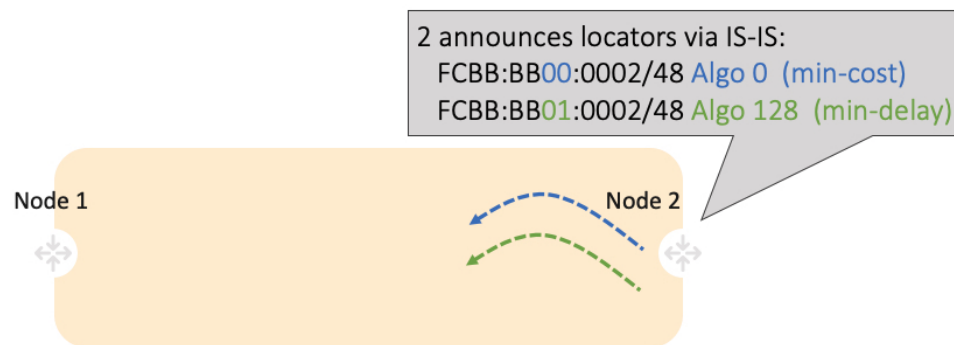 2 announces locators via IS-IS:
FCBB:BB00:0002/48 Algo 0 (min-cost)
FCBB:BB01:0002/48 Algo 128 (min-delay)
Node 1
Node 2